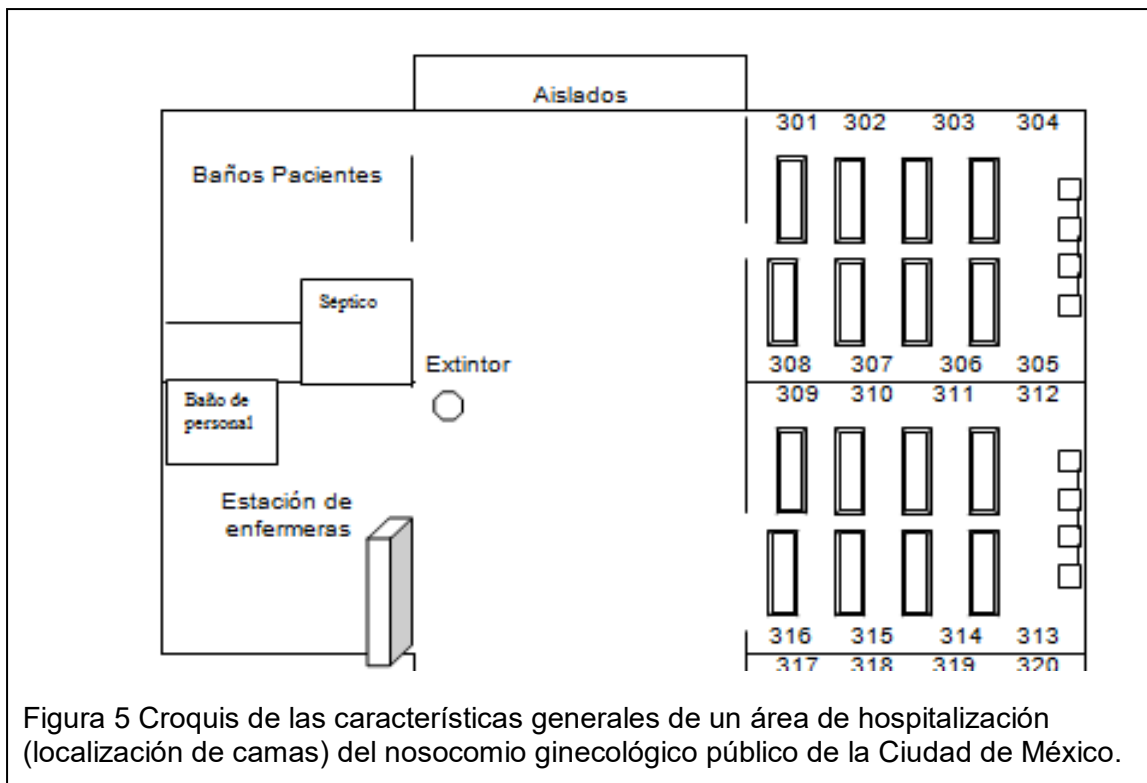 Aislados
301 302 303 304
Baños Pacientes
Séptico
Extintor
308 307 306 305
309 310 311 312
Baño de
personal
Estación de
enfermeras
316 315 314 313
317 318 319 320
Figura 5 Croquis de las características generales de un área de hospitalización
(localización de camas) del nosocomio ginecológico público de la Ciudad de México.